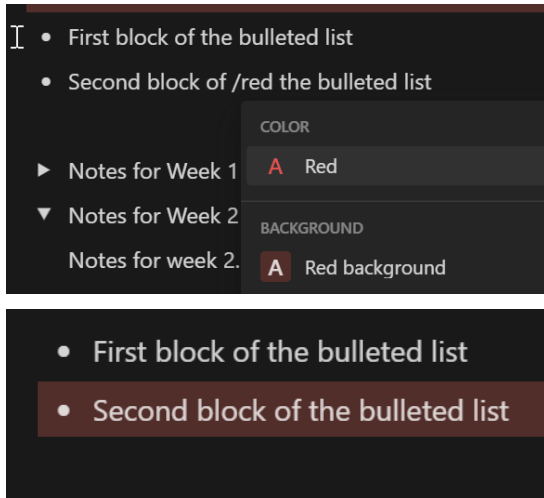 First block of the bulleted list
Second block of /red the bulleted list
COLOR
Notes for Week 1
A Red
Notes for Week 2
BACKGROUND
Notes for week 2.
A Red background
First block of the bulleted list
Second block of the bulleted list